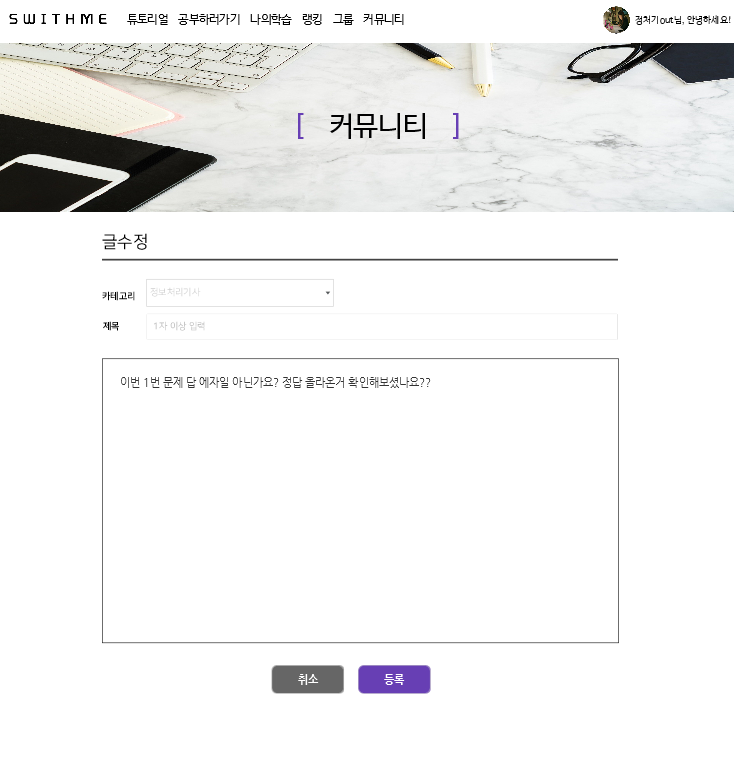 SWITHME 튜토리얼 공부하러가기 나의학습 랭킹 그룹 커뮤니티 정처기out님, 안녕하세요!
[ 커뮤니티 ]
글수정
카테고리 정보처리기사
제목 1자 이상 입력
이번 1번 문제 답 에자일 아닌가요? 정답 올라온거 확인해보셨나요??
취소 등록